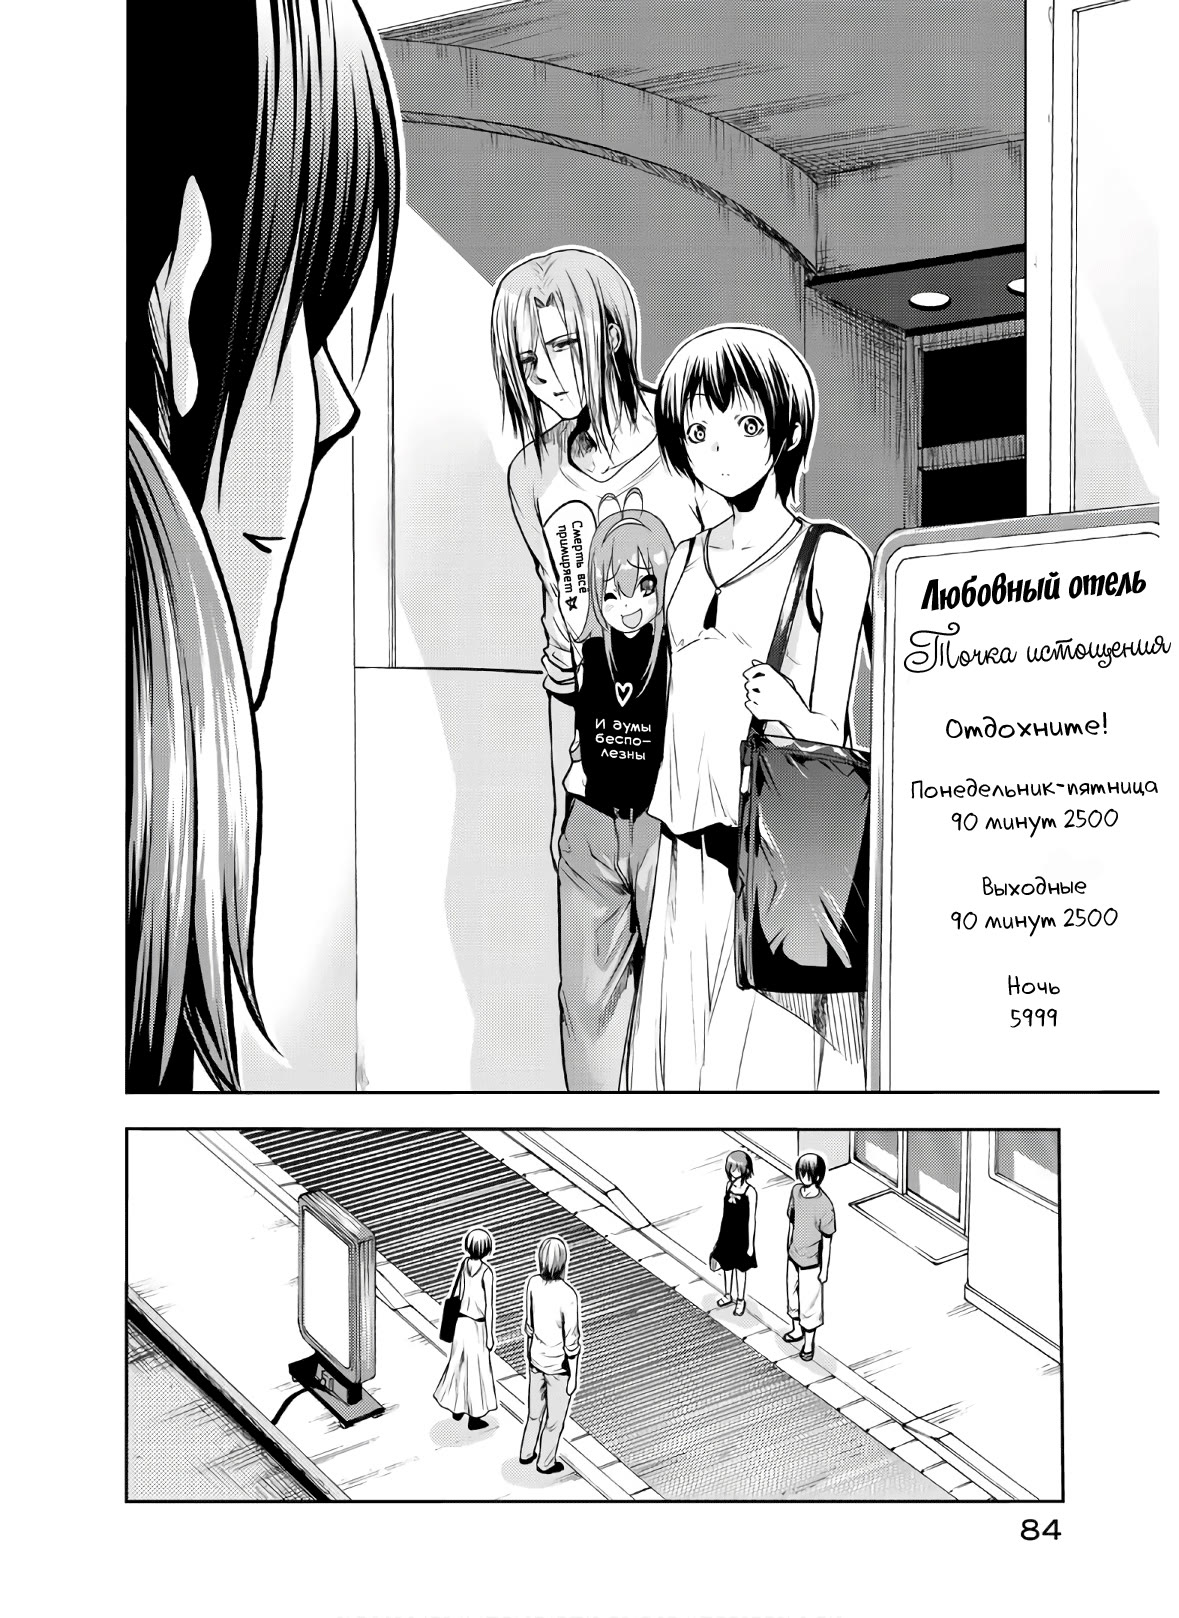 Смерть всё
примиряет
И думы
беспо-
лезны
Любовный отель
Точка истощения
Отдохните!
Понедельник-пятница
90 минут 2500
Выходные
90 минут 2500
Ночь
5999
84